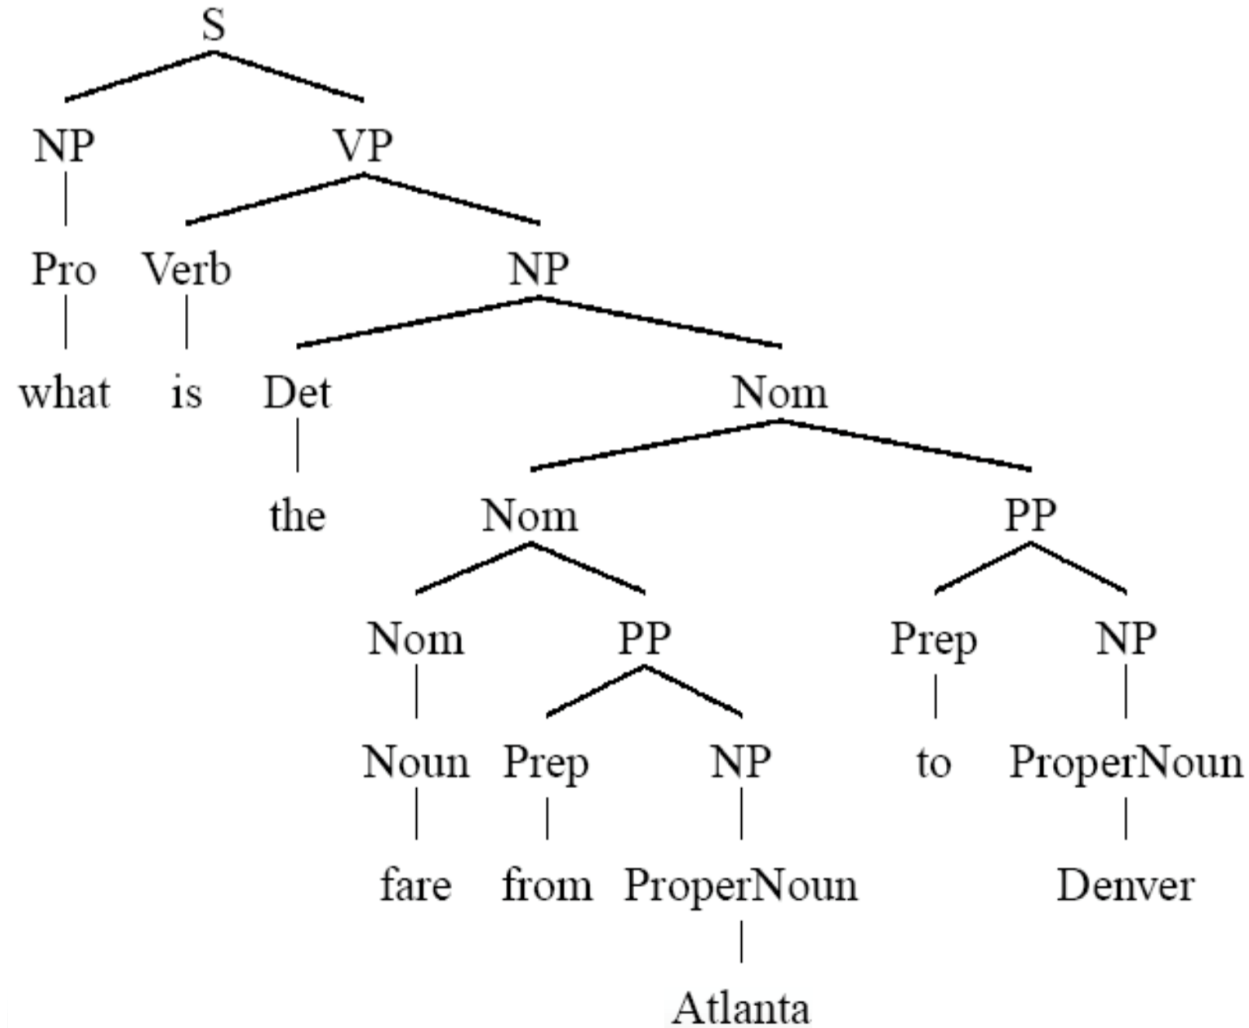 S
NP VP
Pro Verb NP
what is Det Nom
the Nom PP
Nom PP Prep NP
Noun Prep NP to ProperNoun
fare from ProperNoun Denver
Atlanta